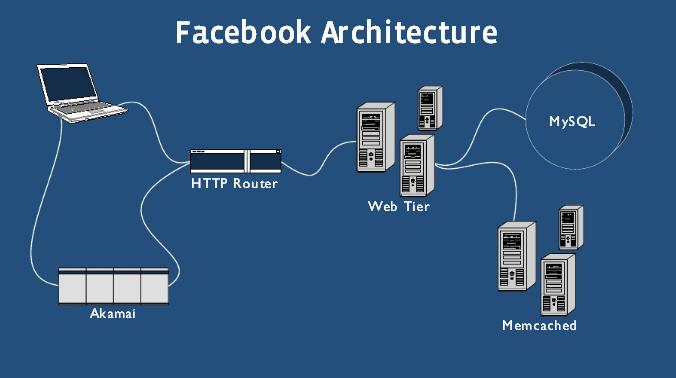 Facebook Architecture
MySQL
HTTP Router
Web Tier
Akamai
Memcached